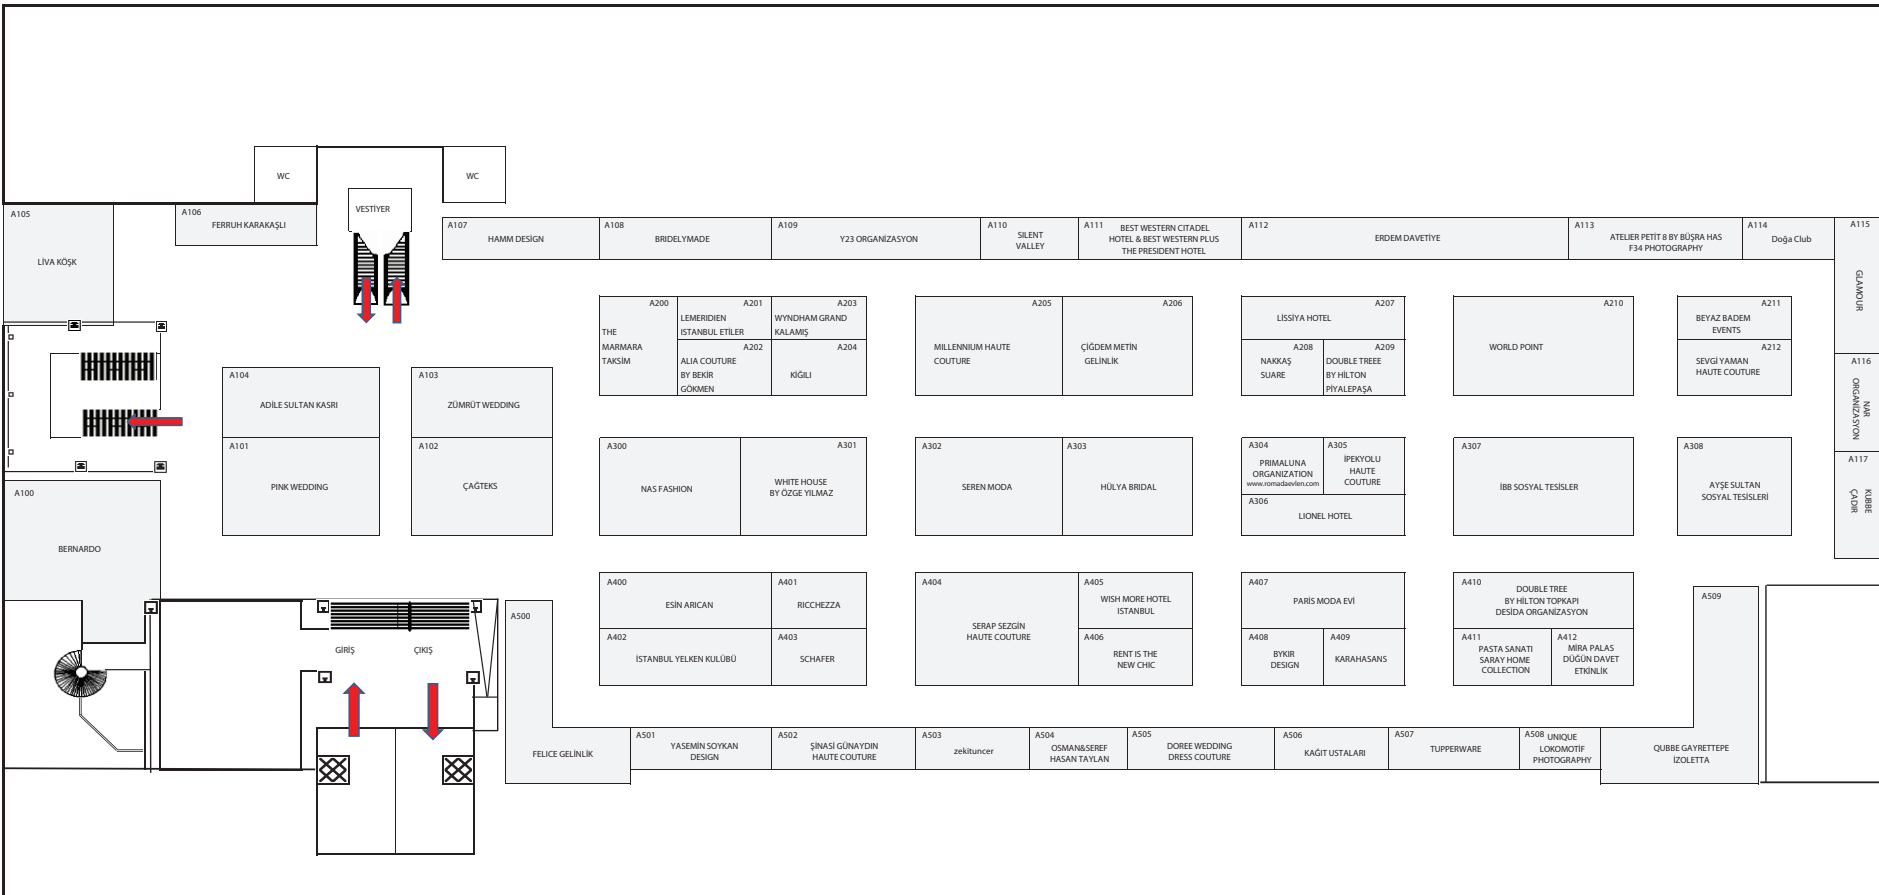 WC
WC
VESTİYER
A105
LİVA KÖŞK
A106
FERRUH KARAKAŞLI
A107
HAMM DESİGN
A108
BRIDELYMADE
A109
Y23 ORGANİZASYON
A110
SILENT
VALLEY
A111
BEST WESTERN CITADEL
HOTEL & BEST WESTERN PLUS
THE PRESIDENT HOTEL
A112
ERDEM DAVETİYE
A113
ATELIER PETİT 8 BY BÜŞRA HAS
F34 PHOTOGRAPHY
A114
Doğa Club
A115
GLAMOUR
A116
NAR
ORGANİZASYON
A117
KUBBE
ÇADIR
A200
THE
MARMARA
TAKSİM
A201
LEMERIDIEN
ISTANBUL ETİLER
A202
ALIA COUTURE
BY BEKİR
GÖKMEN
A203
WYNDHAM GRAND
KALAMIŞ
A204
KİĞILI
A205
MILLENNIUM HAUTE
COUTURE
A206
ÇİĞDEM METİN
GELİNLİK
A207
LİSSİYA HOTEL
A208
NAKKAŞ
SUARE
A209
DOUBLE TREEE
BY HİLTON
PİYALEPAŞA
A210
WORLD POINT
A211
BEYAZ BADEM
EVENTS
A212
SEVGİ YAMAN
HAUTE COUTURE
A104
ADİLE SULTAN KASRI
A103
ZÜMRÜT WEDDING
A101
PINK WEDDING
A102
ÇAĞTEKS
A100
BERNARDO
A300
NAS FASHION
A301
WHITE HOUSE
BY ÖZGE YILMAZ
A302
SEREN MODA
A303
HÜLYA BRIDAL
A304
PRIMALUNA
ORGANIZATION
www.romadaevlen.com
A305
İPEKYOLU
HAUTE
COUTURE
A306
LIONEL HOTEL
A307
İBB SOSYAL TESİSLER
A308
AYŞE SULTAN
SOSYAL TESİSLERİ
A400
ESİN ARICAN
A401
RICCHEZZA
A402
İSTANBUL YELKEN KULÜBÜ
A403
SCHAFER
A404
SERAP SEZGİN
HAUTE COUTURE
A405
WISH MORE HOTEL
ISTANBUL
A406
RENT IS THE
NEW CHIC
A407
PARİS MODA EVİ
A408
BYKIR
DESIGN
A409
KARAHASANS
A410
DOUBLE TREE
BY HİLTON TOPKAPI
DESİDA ORGANİZASYON
A411
PASTA SANATI
SARAY HOME
COLLECTION
A412
MİRA PALAS
DÜĞÜN DAVET
ETKİNLİK
GİRİŞ
ÇIKIŞ
A500
FELICE GELİNLİK
A501
YASEMİN SOYKAN
DESIGN
A502
ŞİNASİ GÜNAYDIN
HAUTE COUTURE
A503
zekituncer
A504
OSMAN&SEREF
HASAN TAYLAN
A505
DOREE WEDDING
DRESS COUTURE
A506
KAĞIT USTALARI
A507
TUPPERWARE
A508
UNIQUE
LOKOMOTİF
PHOTOGRAPHY
A509
QUBBE GAYRETTEPE
İZOLETTA